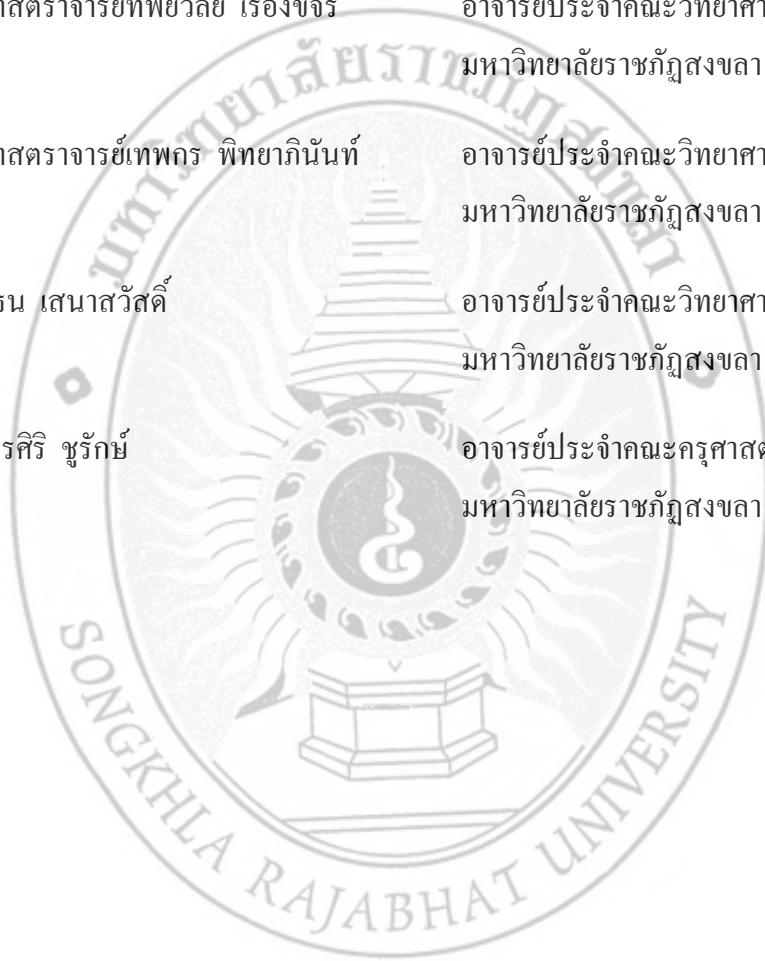 อาจารย์ประจำคณะวิทยาศา
มหาวิทยาลัยราชภัฏสงขลา
าสตราจารย์เทพกร พิทยาภินันท์ อาจารย์ประจำคณะวิทยาศา
มหาวิทยาลัยราชภัฏสงขลา
รน เสนาสวัสดิ์ อาจารย์ประจำคณะวิทยาศา
มหาวิทยาลัยราชภัฏสงขลา
รศิริ ชูรักษ์ อาจารย์ประจำคณะครุศาสต
มหาวิทยาลัยราชภัฏสงขลา
มหาวิทยาลัยราชภัฏสงขลา
SONGKHLA RAJABHAT UNIVERSITY